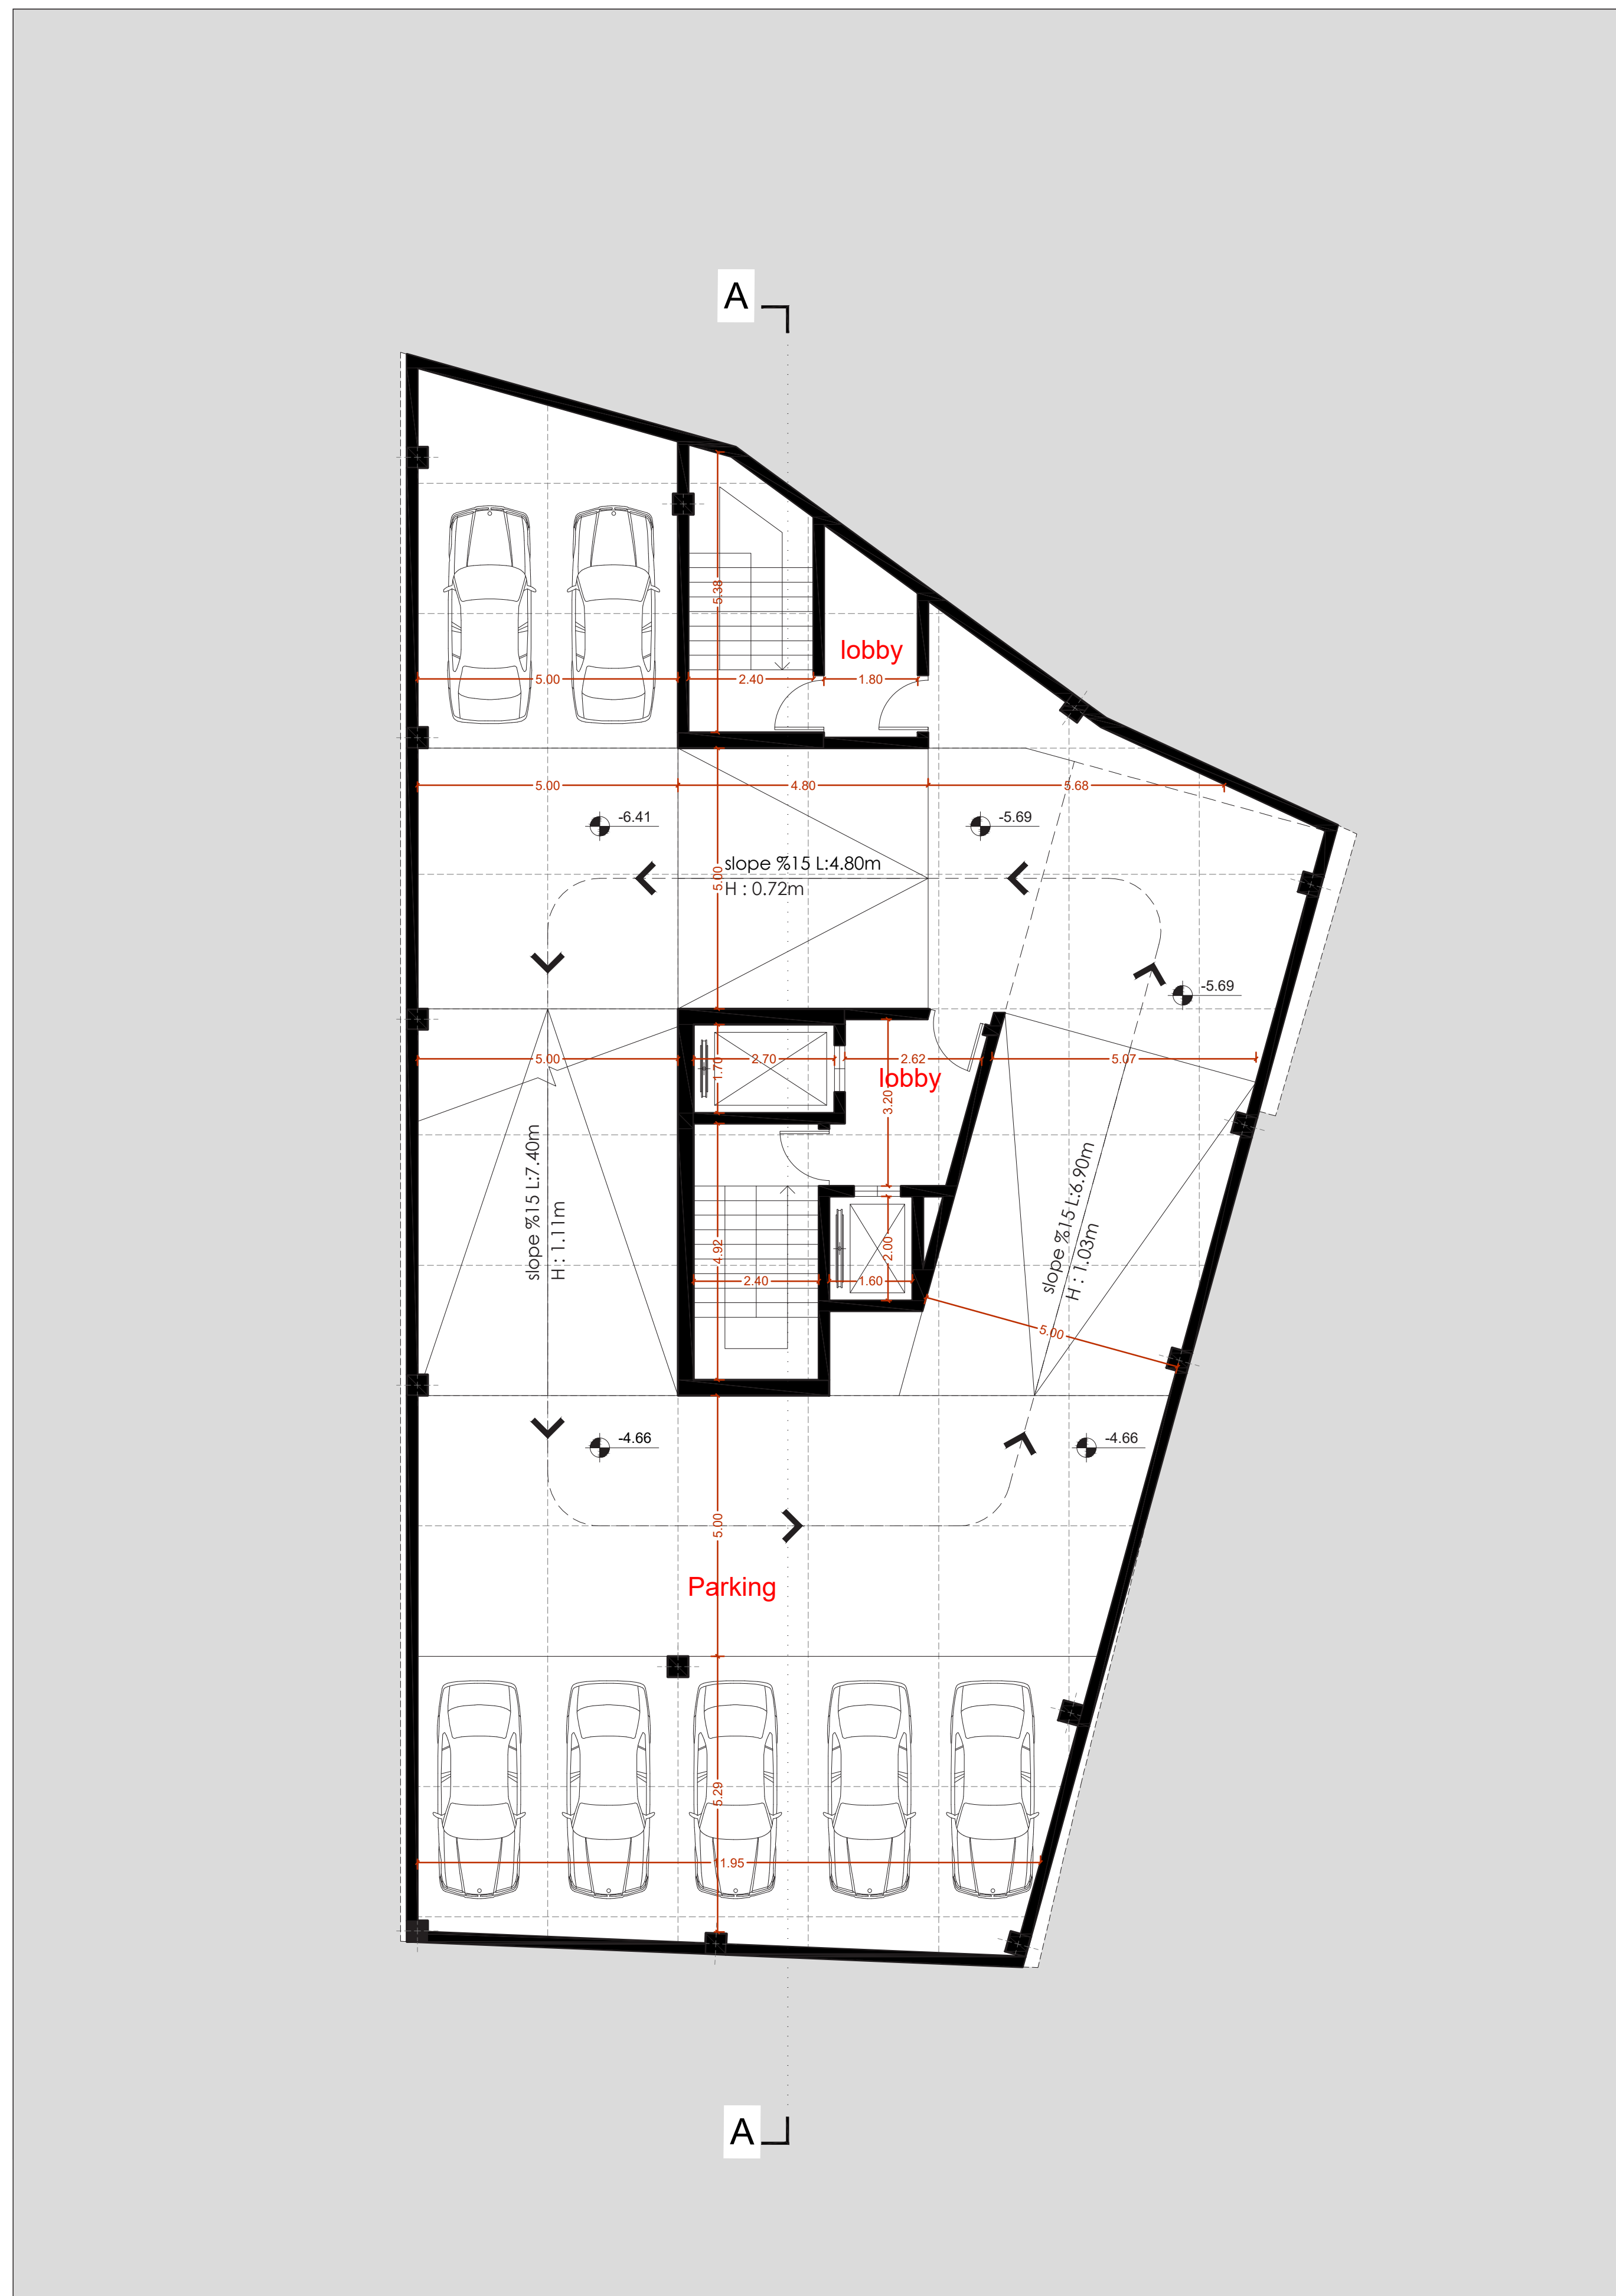 A
5.38
lobby
5.00
2.40
1.80
5.00
4.80
5.68
-6.41
-5.69
slope %15 L:4.80m
5.00
H : 0.72m
-5.69
5.00
2.70
1.70
2.62
5.07
lobby
3.20
slope %15 L:7.40m
H : 1.11m
slope %15 L:6.90m
H : 1.03m
4.92
2.00
2.40
1.60
5.00
-4.66
-4.66
5.00
Parking
5.29
11.95
A